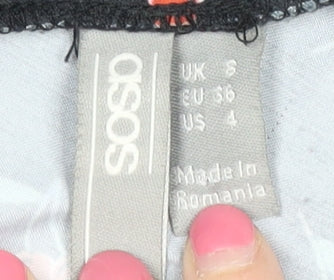 asos
UK 8
EU 36
US 4
Made in
Romania